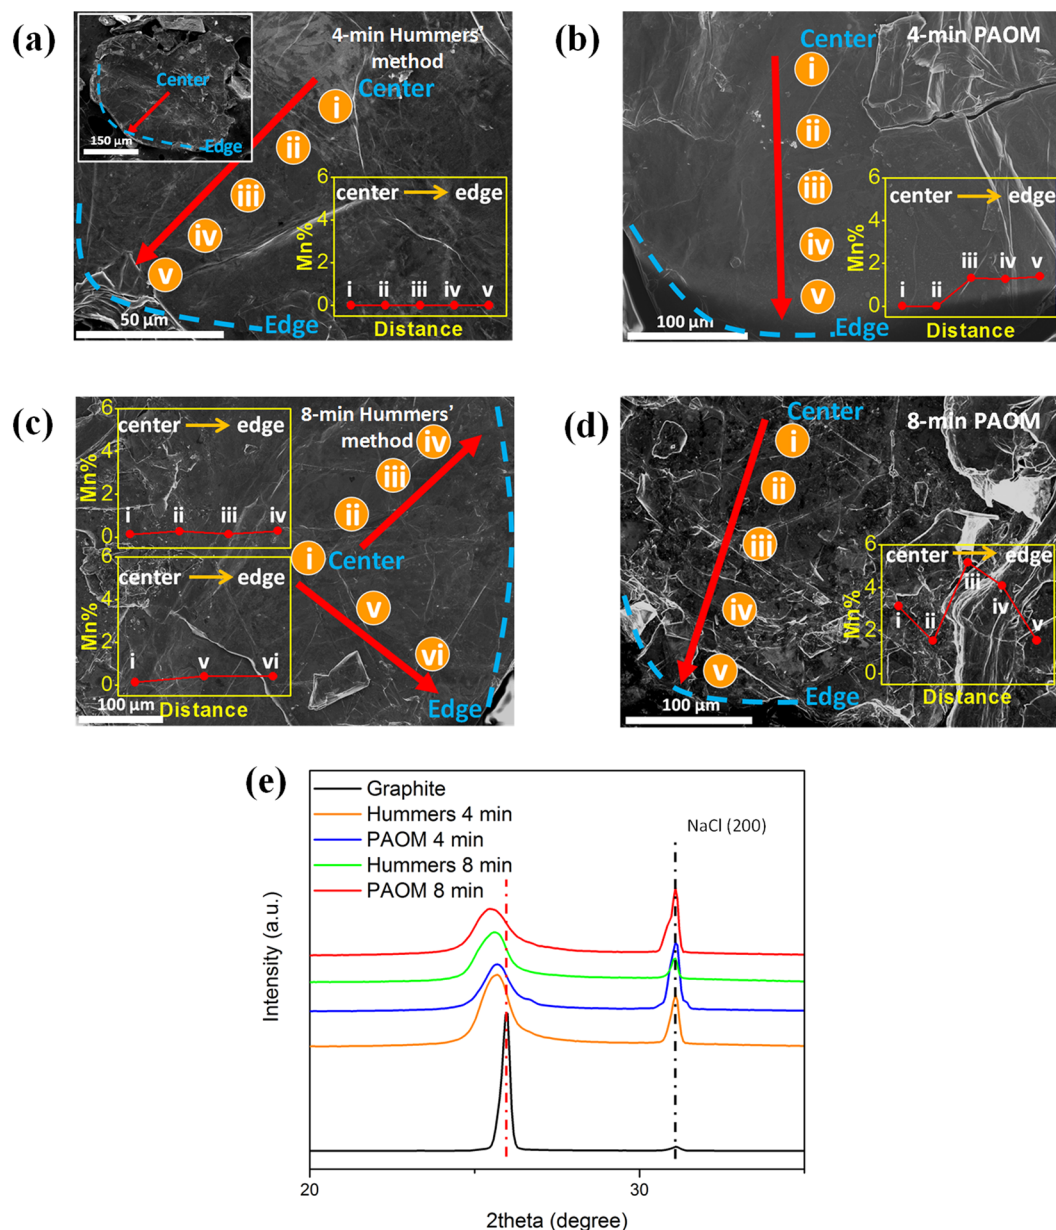 (a)
4-min Hummers'
method
Center
Center
Edge
150 µm
i
ii
iii
iv
v
Edge
50 µm
6
4
2
0
Mn%
center
edge
i
ii
iii
iv
v
Distance
(b)
4-min PAOM
Center
i
ii
iii
iv
v
Edge
100 µm
6
4
2
0
Mn%
center
edge
i
ii
iii
iv
v
Distance
(c)
8-min Hummers'
method
6
4
2
0
Mn%
center
edge
i
ii
iii
iv
6
4
2
0
Mn%
center
edge
i
v
vi
Distance
100 µm
i
Center
ii
iii
iv
v
vi
Edge
(d)
8-min PAOM
Center
i
ii
iii
iv
v
Edge
100 µm
6
4
2
0
Mn%
center
edge
i
ii
iii
iv
v
Distance
(e)
Graphite
Hummers 4 min
PAOM 4 min
Hummers 8 min
PAOM 8 min
NaCl (200)
Intensity (a.u.)
20
30
2theta (degree)